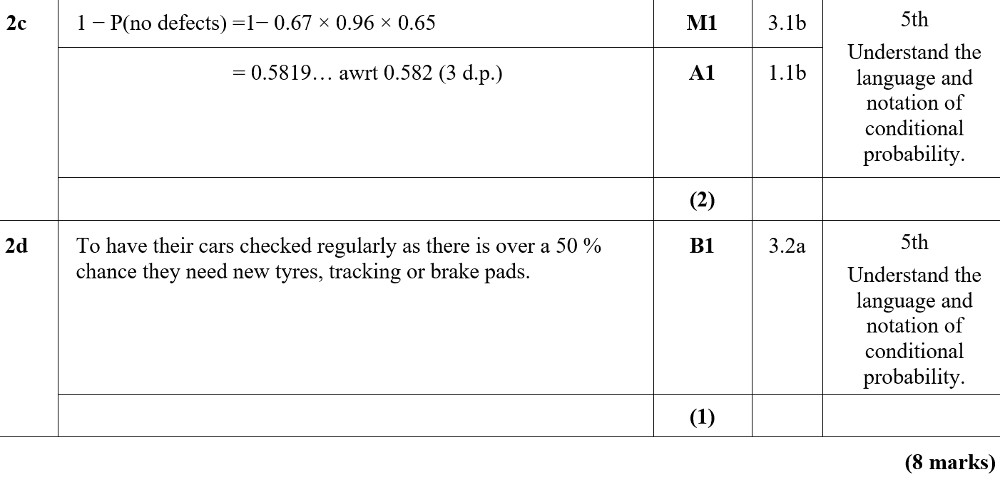 2c 1 − P(no defects) =1− 0.67 × 0.96 × 0.65 M1 3.1b 5th
Understand the
language and
notation of
conditional
probability.
= 0.5819… awrt 0.582 (3 d.p.) A1 1.1b
(2)
2d To have their cars checked regularly as there is over a 50 % B1 3.2a 5th
chance they need new tyres, tracking or brake pads.
Understand the
language and
notation of
conditional
probability.
(1)
(8 marks)